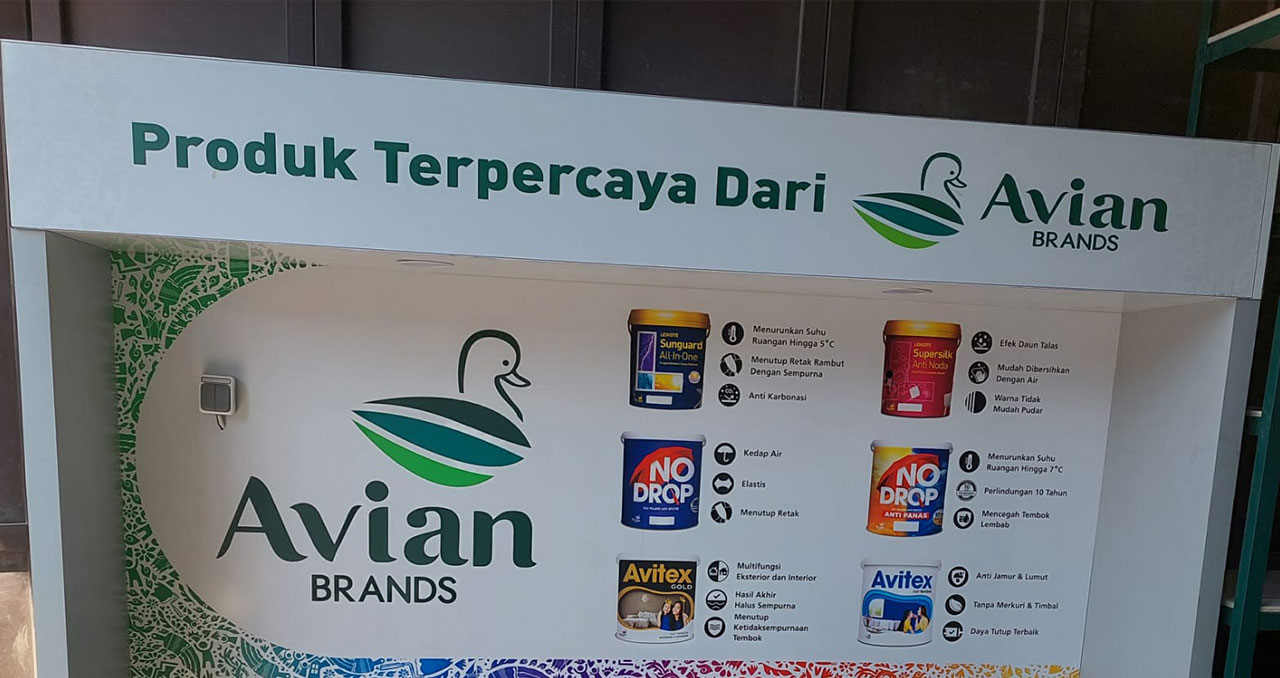 Produk Terpercaya Dari
Avian
BRANDS
Avian
BRANDS
LENKOTE
Sunguard
All-In-One
Menurunkan Suhu
Ruangan Hingga 5°C
Menutup Retak Rambut
Dengan Sempurna
Anti Karbonasi
LENKOTE
Supersilk
Anti Noda
Efek Daun Talas
Mudah Dibersihkan
Dengan Air
Warna Tidak
Mudah Pudar
NO
DROP
Kedap Air
Elastis
Menutup Retak
NO
DROP
ANTI PANAS
Menurunkan Suhu
Ruangan Hingga 7°C
Perlindungan 10 Tahun
Mencegah Tembok
Lembab
Avitex
GOLD
Multifungsi
Eksterior dan Interior
Hasil Akhir
Halus Sempurna
Menutup
Ketidaksempurnaan
Tembok
Avitex
Anti Jamur & Lumut
Tanpa Merkuri & Timbal
Daya Tutup Terbaik